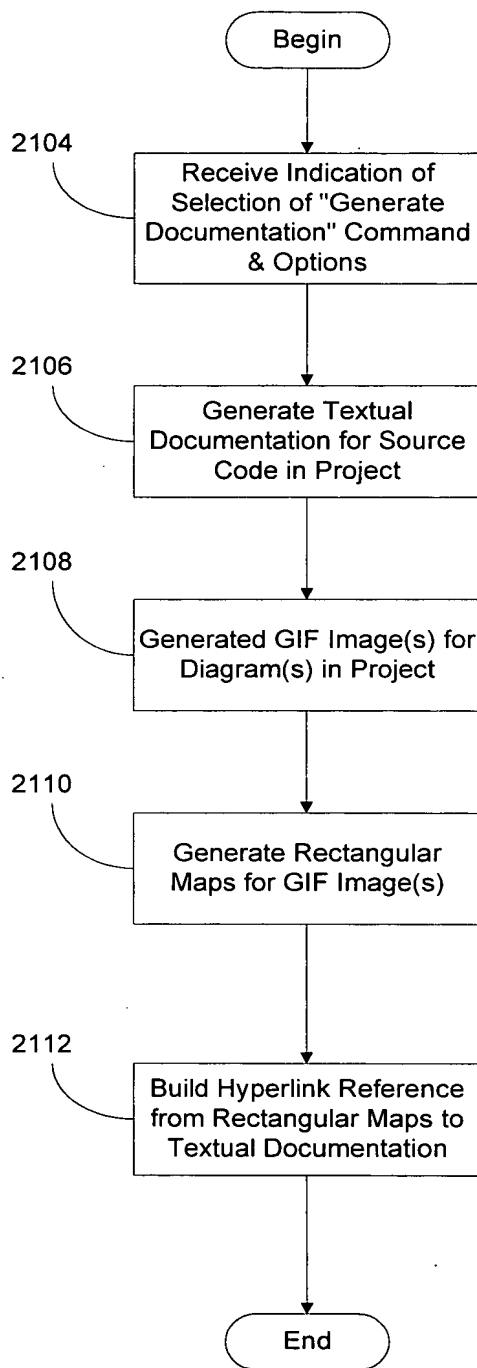 Begin
2104
Receive Indication of
Selection of "Generate
Documentation" Command
& Options
2106
Generate Textual
Documentation for Source
Code in Project
2108
Generated GIF Image(s) for
Diagram(s) in Project
2110
Generate Rectangular
Maps for GIF Image(s)
2112
Build Hyperlink Reference
from Rectangular Maps to
Textual Documentation
End